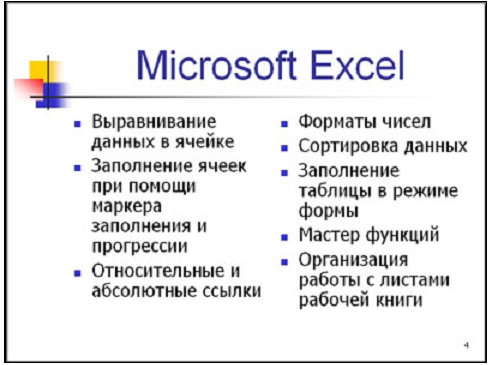 Microsoft Excel
Выравнивание
данных в ячейке
Заполнение ячеек
при помощи
маркера
заполнения и
прогрессии
Относительные и
абсолютные ссылки
Форматы чисел
Сортировка данных
Заполнение
таблицы в режиме
формы
Мастер функций
Организация
работы с листами
рабочей книги
4